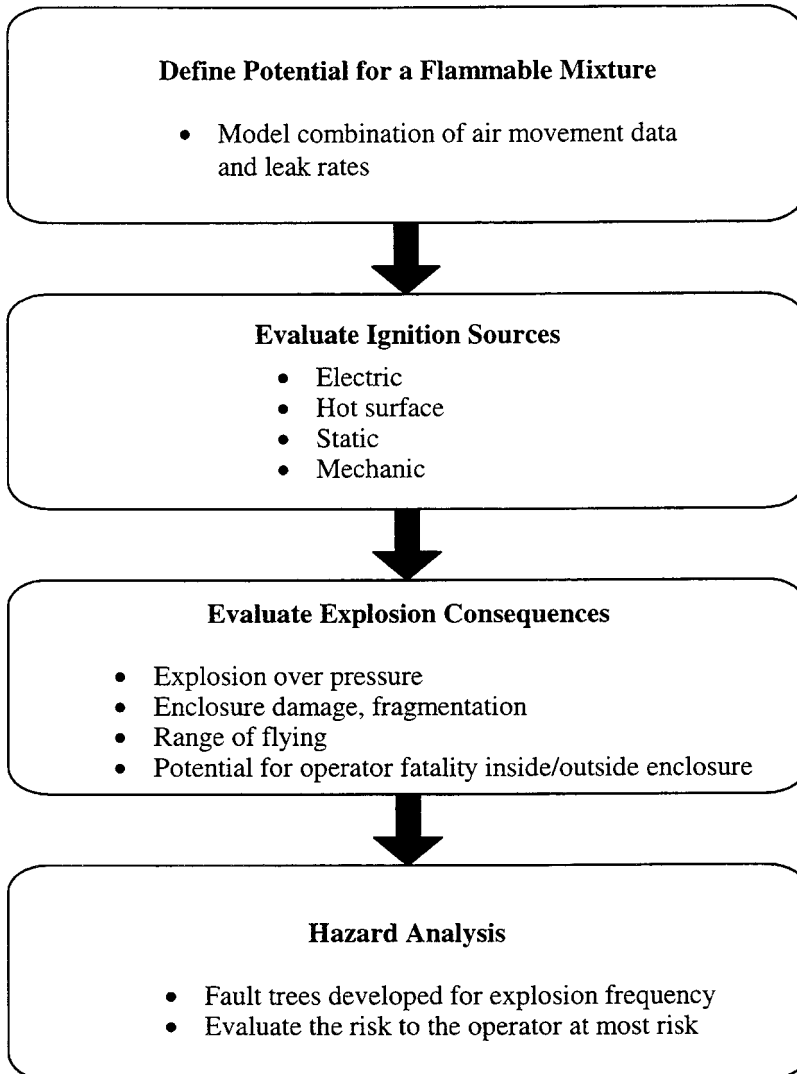 Define Potential for a Flammable Mixture
• Model combination of air movement data
and leak rates
Evaluate Ignition Sources
• Electric
• Hot surface
• Static
• Mechanic
Evaluate Explosion Consequences
• Explosion over pressure
• Enclosure damage, fragmentation
• Range of flying
• Potential for operator fatality inside/outside enclosure
Hazard Analysis
• Fault trees developed for explosion frequency
• Evaluate the risk to the operator at most risk